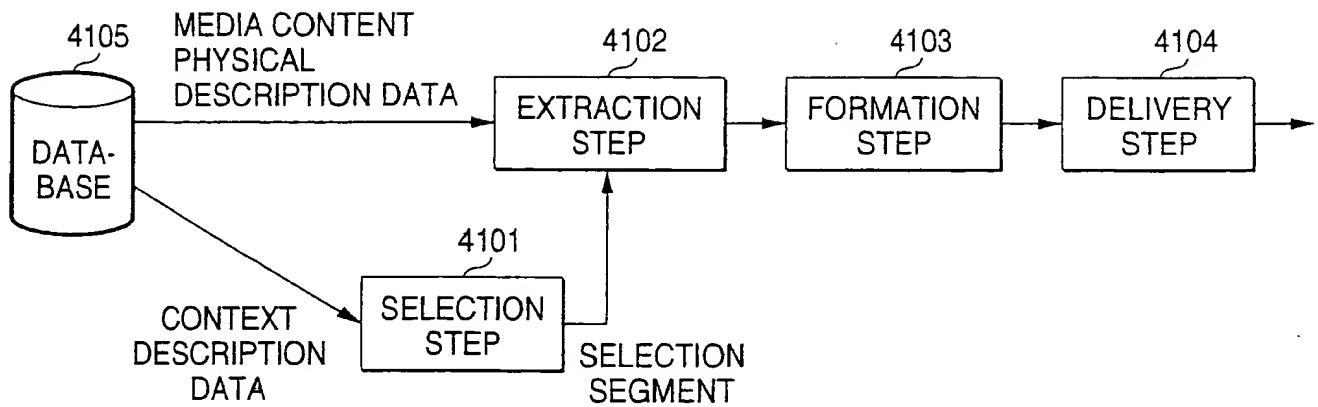 4105
MEDIA CONTENT
PHYSICAL
DESCRIPTION DATA
4102
4103
4104
DATA-
BASE
EXTRACTION
STEP
FORMATION
STEP
DELIVERY
STEP
4101
SELECTION
STEP
CONTEXT
DESCRIPTION
DATA
SELECTION
SEGMENT